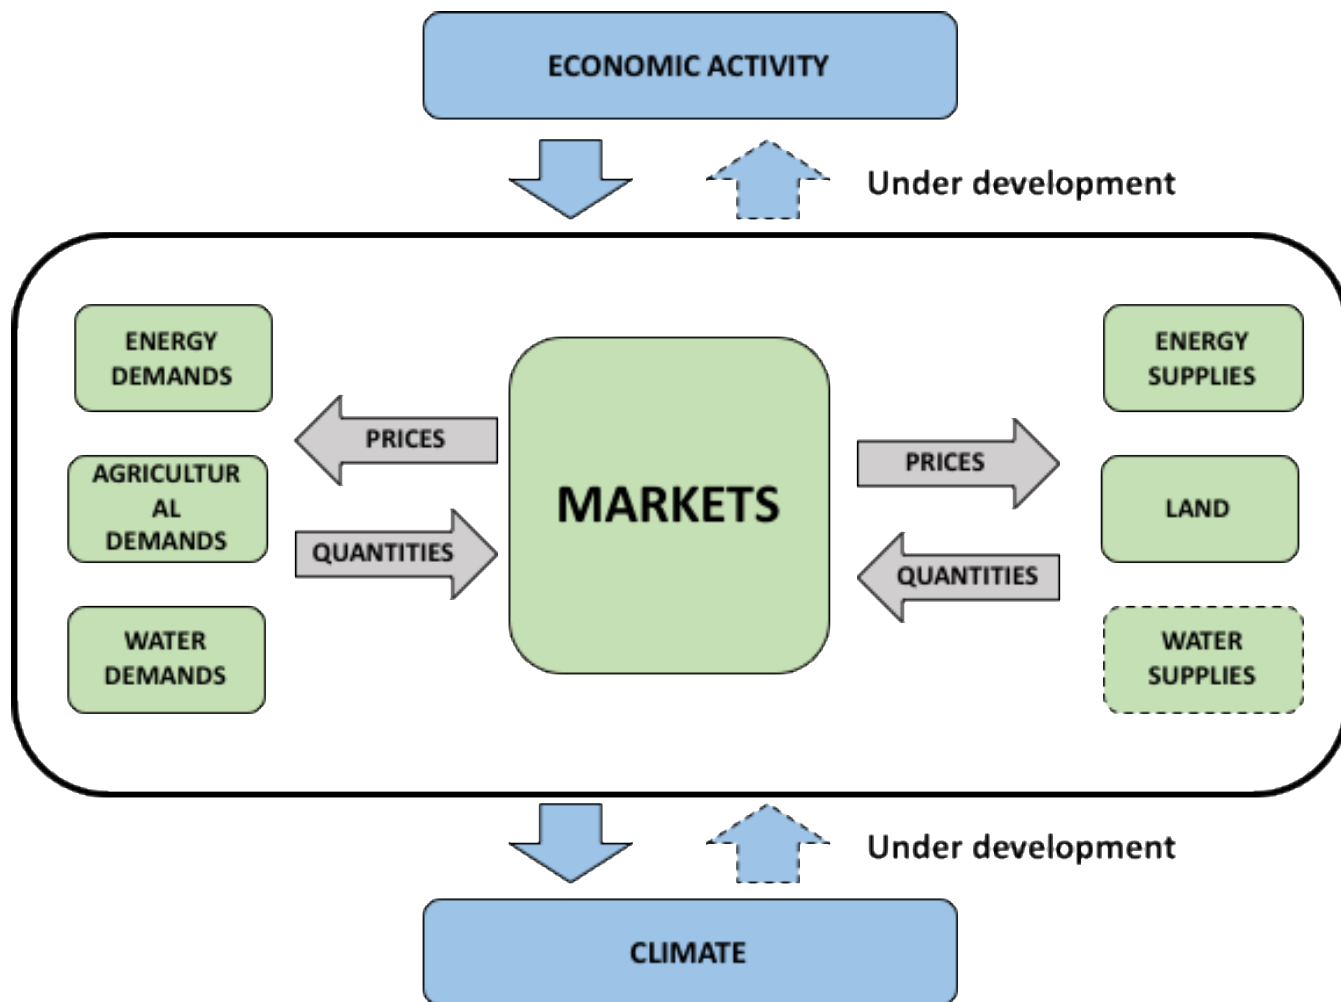 ECONOMIC ACTIVITY
Under development
ENERGY
DEMANDS
AGRICULTUR
AL
DEMANDS
WATER
DEMANDS
PRICES
QUANTITIES
MARKETS
PRICES
QUANTITIES
ENERGY
SUPPLIES
LAND
WATER
SUPPLIES
Under development
CLIMATE